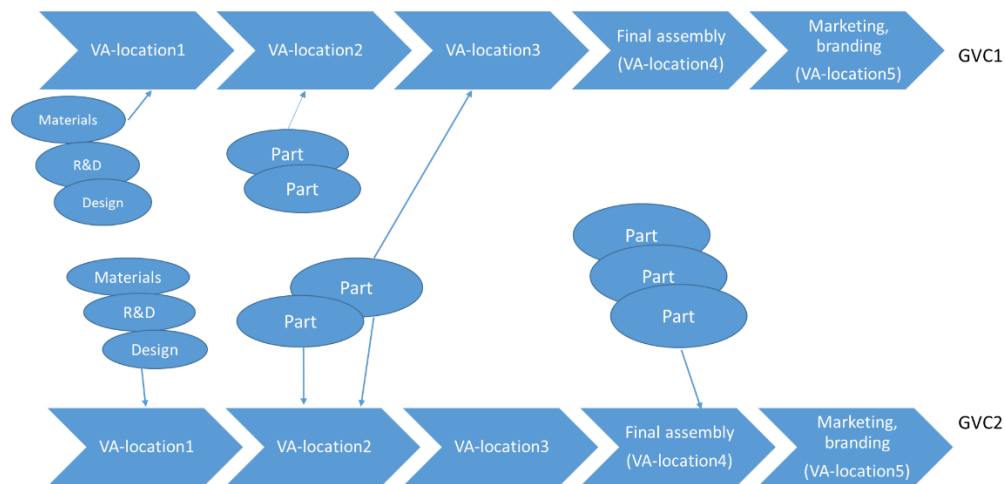 VA-location1
VA-location2
VA-location3
Final assembly
(VA-location4)
Marketing,
branding
(VA-location5)
GVC1
Materials
R&D
Design
Part
Part
Part
Part
Part
Materials
R&D
Design
Part
Part
VA-location1
VA-location2
VA-location3
Final assembly
(VA-location4)
Marketing,
branding
(VA-location5)
GVC2